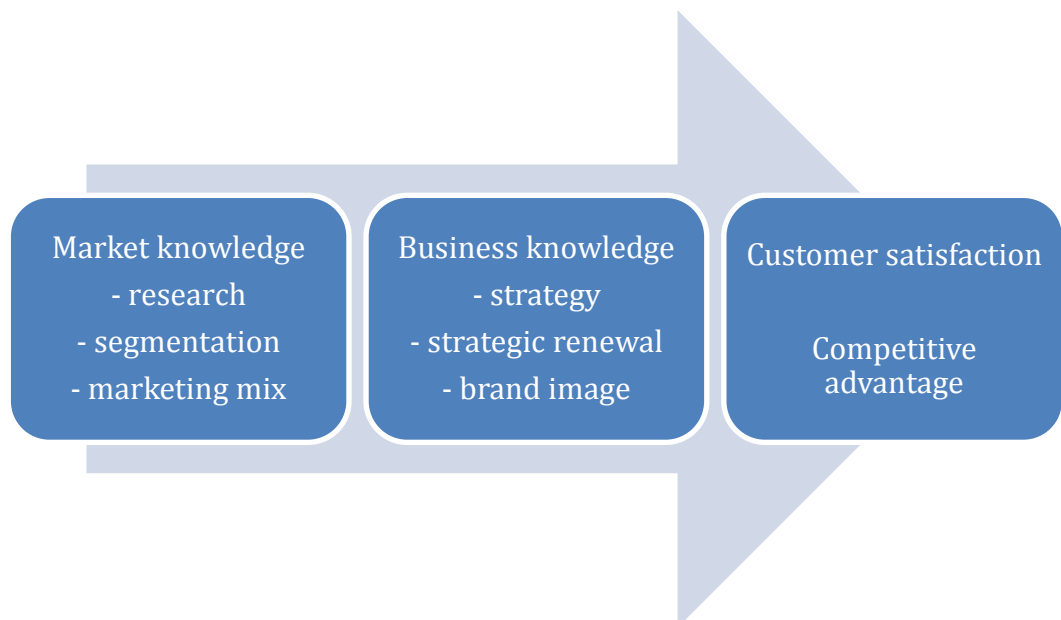 Market knowledge
- research
- segmentation
- marketing mix
Business knowledge
- strategy
- strategic renewal
- brand image
Customer satisfaction
Competitive
advantage